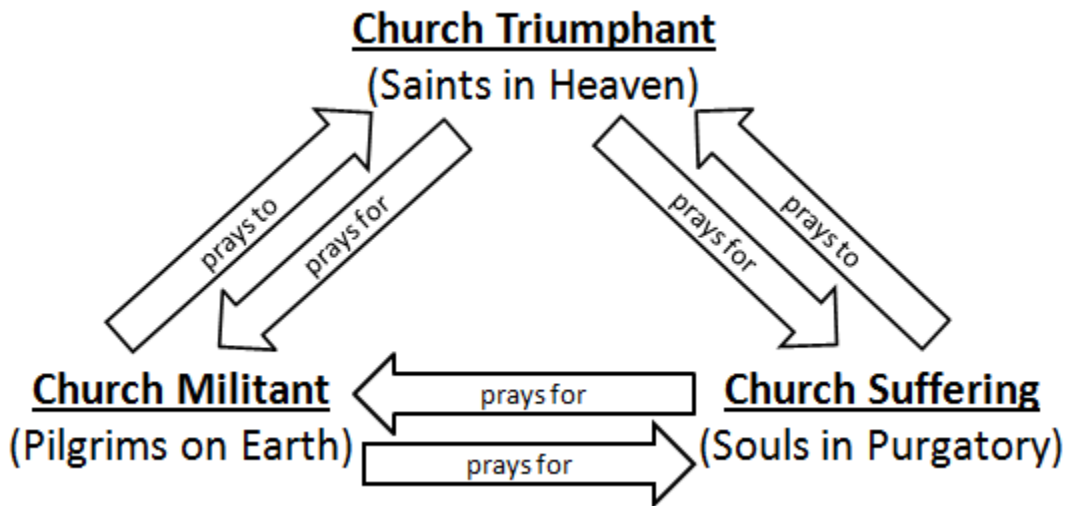 Church Triumphant
(Saints in Heaven)
prays to
prays for
prays for
prays to
Church Militant
(Pilgrims on Earth)
prays for
prays for
Church Suffering
(Souls in Purgatory)